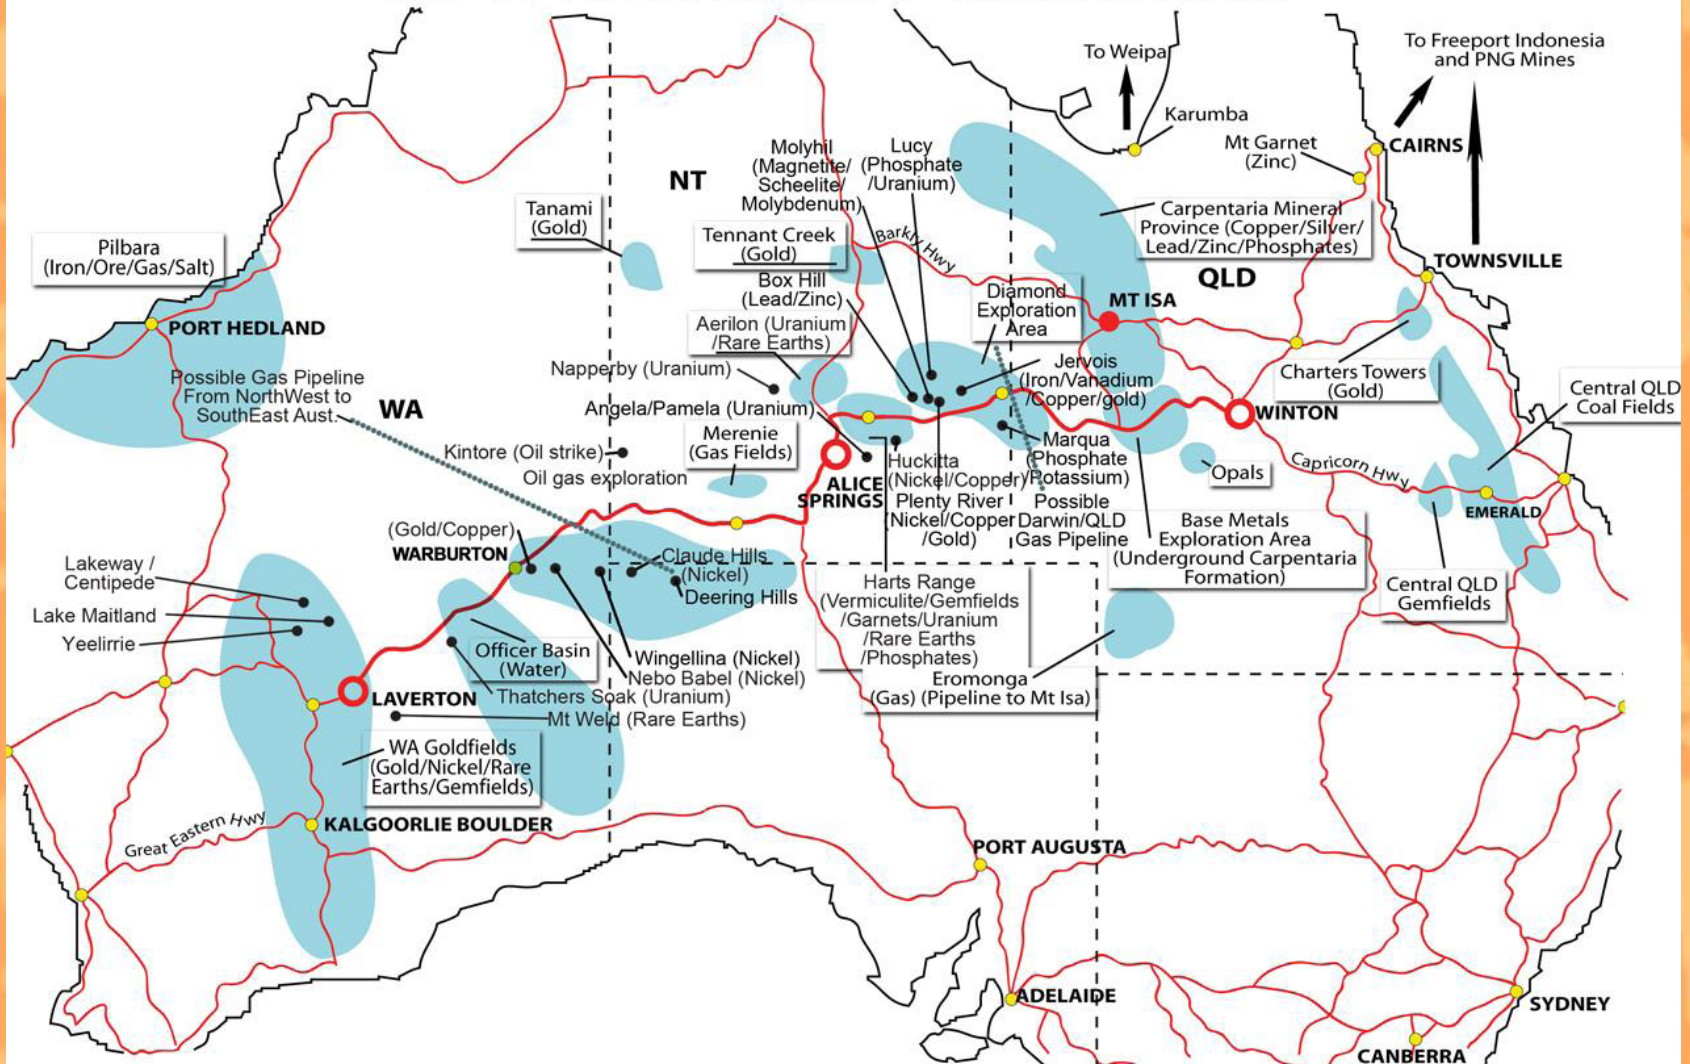 To Weipa
To Freeport Indonesia
and PNG Mines
Karumba
Mt Garnet
(Zinc)
CAIRNS
Molyhil
(Magnetite/
Scheelite/
Molybdenum)
Lucy
(Phosphate
/Uranium)
NT
Tanami
(Gold)
Carpentaria Mineral
Province (Copper/Silver/
Lead/Zinc/Phosphates)
Pilbara
(Iron/Ore/Gas/Salt)
Tennant Creek
(Gold)
Barkly Hwy
TOWNSVILLE
QLD
Box Hill
(Lead/Zinc)
Diamond
Exploration
Area
MT ISA
PORT HEDLAND
Aerilon (Uranium
/Rare Earths)
Napperby (Uranium)
Jervois
(Iron/Vanadium
/Copper/gold)
Charters Towers
(Gold)
Central QLD
Coal Fields
Possible Gas Pipeline
From NorthWest to
SouthEast Aust.
WA
Angela/Pamela (Uranium)
WINTON
Merenie
(Gas Fields)
Kintore (Oil strike)
Oil gas exploration
Marqua
Phosphate
(Potassium)
Capricorn Hwy
Opals
Huckitta
(Nickel/Copper)
ALICE
SPRINGS
Plenty River
(Nickel/Copper
/Gold)
Possible
Darwin/QLD
Gas Pipeline
EMERALD
Base Metals
Exploration Area
(Underground Carpentaria
Formation)
(Gold/Copper)
WARBURTON
Claude Hills
(Nickel)
Deering Hills
Lakeway /
Centipede
Lake Maitland
Yeelirrie
Harts Range
(Vermiculite/Gemfields
/Garnets/Uranium
/Rare Earths
/Phosphates)
Central QLD
Gemfields
Officer Basin
(Water)
Wingellina (Nickel)
Nebo Babel (Nickel)
Eromonga
(Gas) (Pipeline to Mt Isa)
LAVERTON
Thatchers Soak (Uranium)
Mt Weld (Rare Earths)
WA Goldfields
(Gold/Nickel/Rare
Earths/Gemfields)
Great Eastern Hwy
KALGOORLIE BOULDER
PORT AUGUSTA
ADELAIDE
SYDNEY
CANBERRA